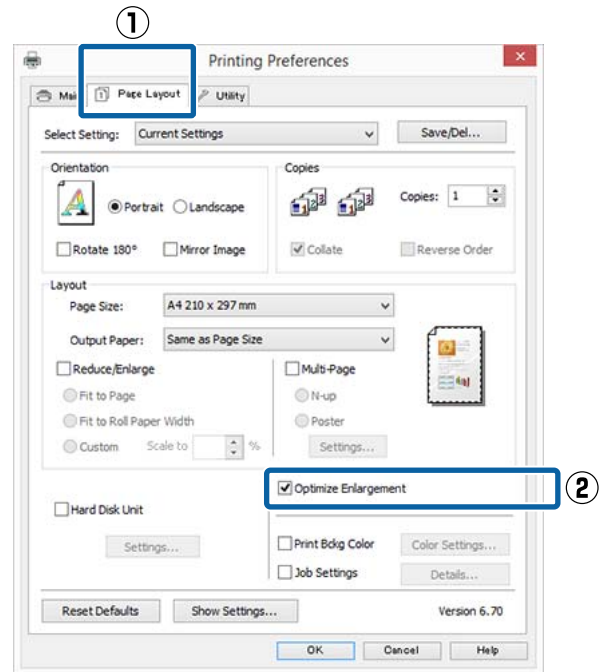 ①
Printing Preferences
Mai Page Layout Utility
Select Setting: Current Settings Save/Del...
Orientation Copies
Portrait Landscape Copies: 1
Rotate 180° Mirror Image Collate Reverse Order
Layout
Page Size: A4 210 x 297 mm
Output Paper: Same as Page Size
Reduce/Enlarge Multi-Page
Fit to Page N-up
Fit to Roll Paper Width Poster
Custom Scale to % Settings...
Optimize Enlargement ②
Hard Disk Unit
Settings... Print Bckg Color Color Settings...
Job Settings Details...
Reset Defaults Show Settings... Version 6.70
OK Cancel Help